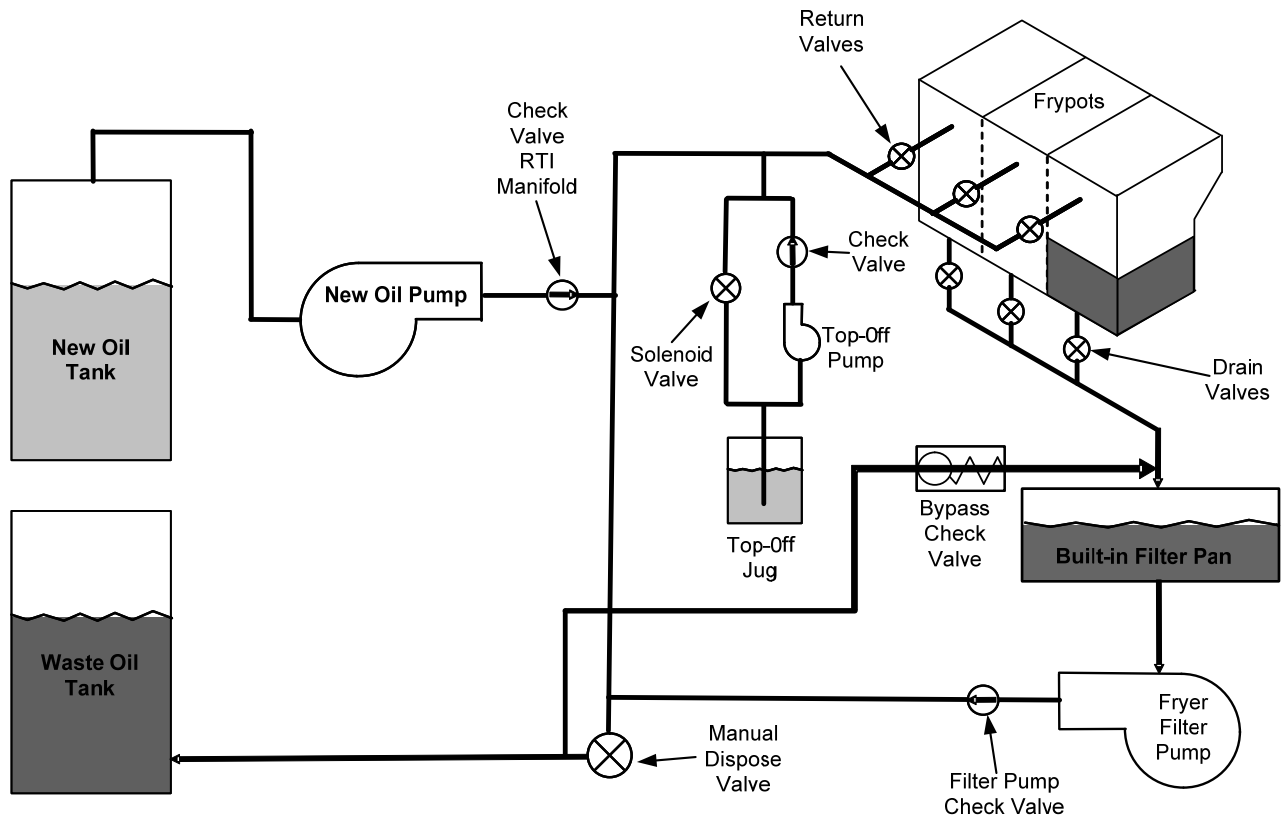 Return
Valves
Frypots
Check
Valve
RTI
Manifold
New Oil Pump
Check
Valve
New Oil
Tank
Solenoid
Valve
Top-Off
Pump
Drain
Valves
Bypass
Check
Valve
Top-Off
Jug
Built-in Filter Pan
Waste Oil
Tank
Manual
Dispose
Valve
Fryer
Filter
Pump
Filter Pump
Check Valve